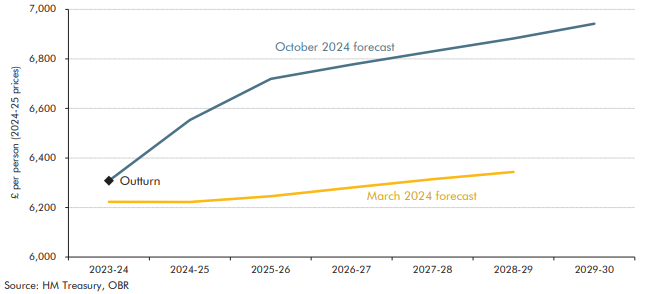 7,000
6,800
6,600
6,400
6,200
6,000
£ per person (2024-25 prices)
October 2024 forecast
Outturn
March 2024 forecast
2023-24 2024-25 2025-26 2026-27 2027-28 2028-29 2029-30
Source: HM Treasury, OBR